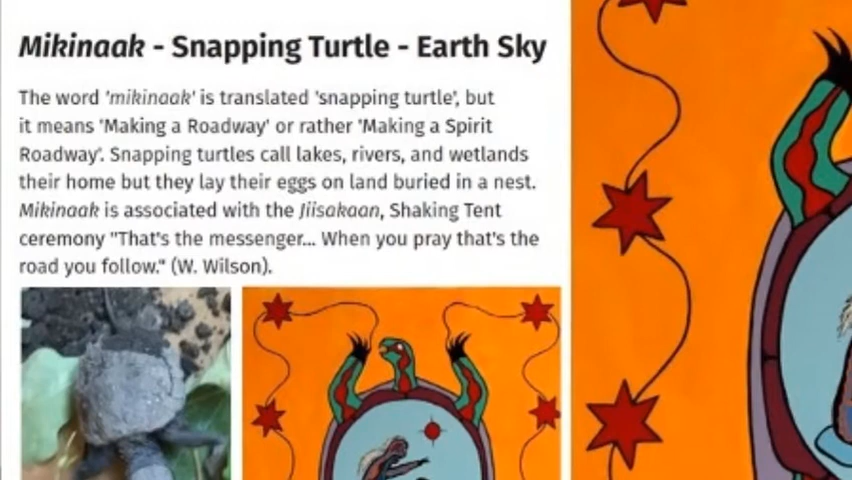 Mikinaak - Snapping Turtle - Earth Sky
The word 'mikinaak' is translated 'snapping turtle', but
it means 'Making a Roadway' or rather 'Making a Spirit
Roadway'. Snapping turtles call lakes, rivers, and wetlands
their home but they lay their eggs on land buried in a nest.
Mikinaak is associated with the Jiisakaan, Shaking Tent
ceremony "That's the messenger... When you pray that's the
road you follow." (W. Wilson).